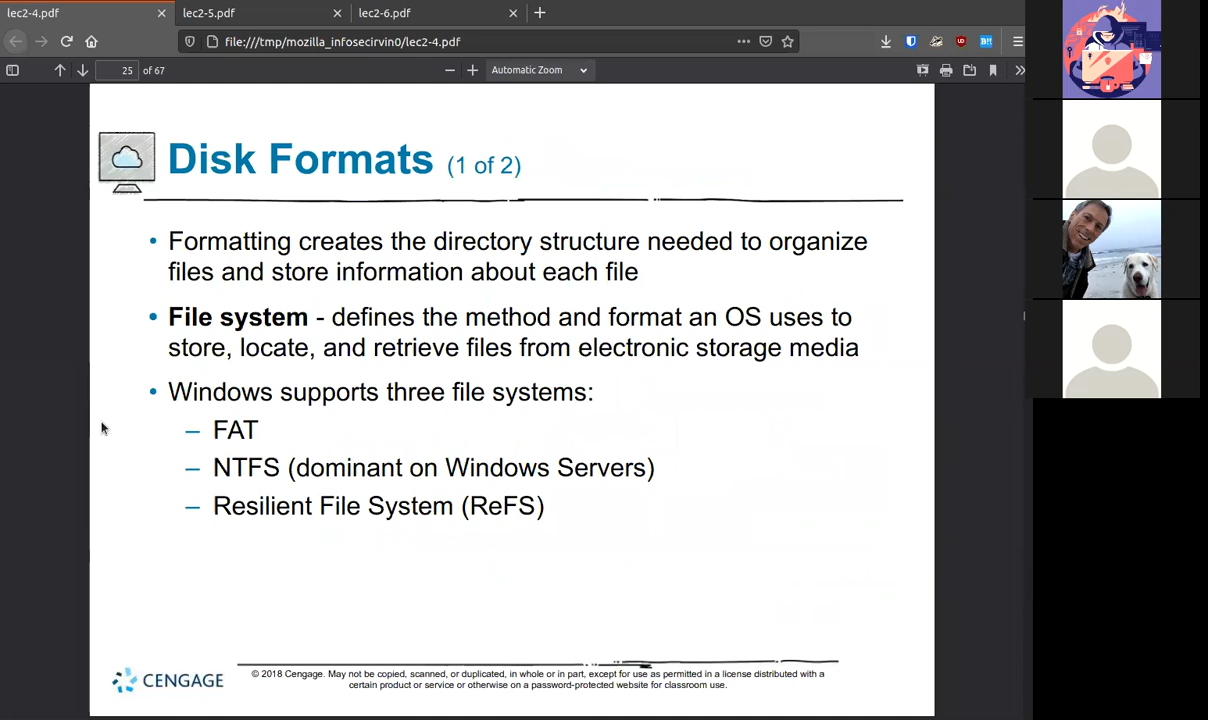 lec2-4.pdf
lec2-5.pdf
lec2-6.pdf
file:///tmp/mozilla_infosecirvin0/lec2-4.pdf
25 of 67
Automatic Zoom
Disk Formats (1 of 2)
• Formatting creates the directory structure needed to organize
files and store information about each file
• File system - defines the method and format an OS uses to
store, locate, and retrieve files from electronic storage media
• Windows supports three file systems:
– FAT
– NTFS (dominant on Windows Servers)
– Resilient File System (ReFS)
CENGAGE
© 2018 Cengage. May not be copied, scanned, or duplicated, in whole or in part, except for use as permitted in a license distributed with a
certain product or service or otherwise on a password-protected website for classroom use.